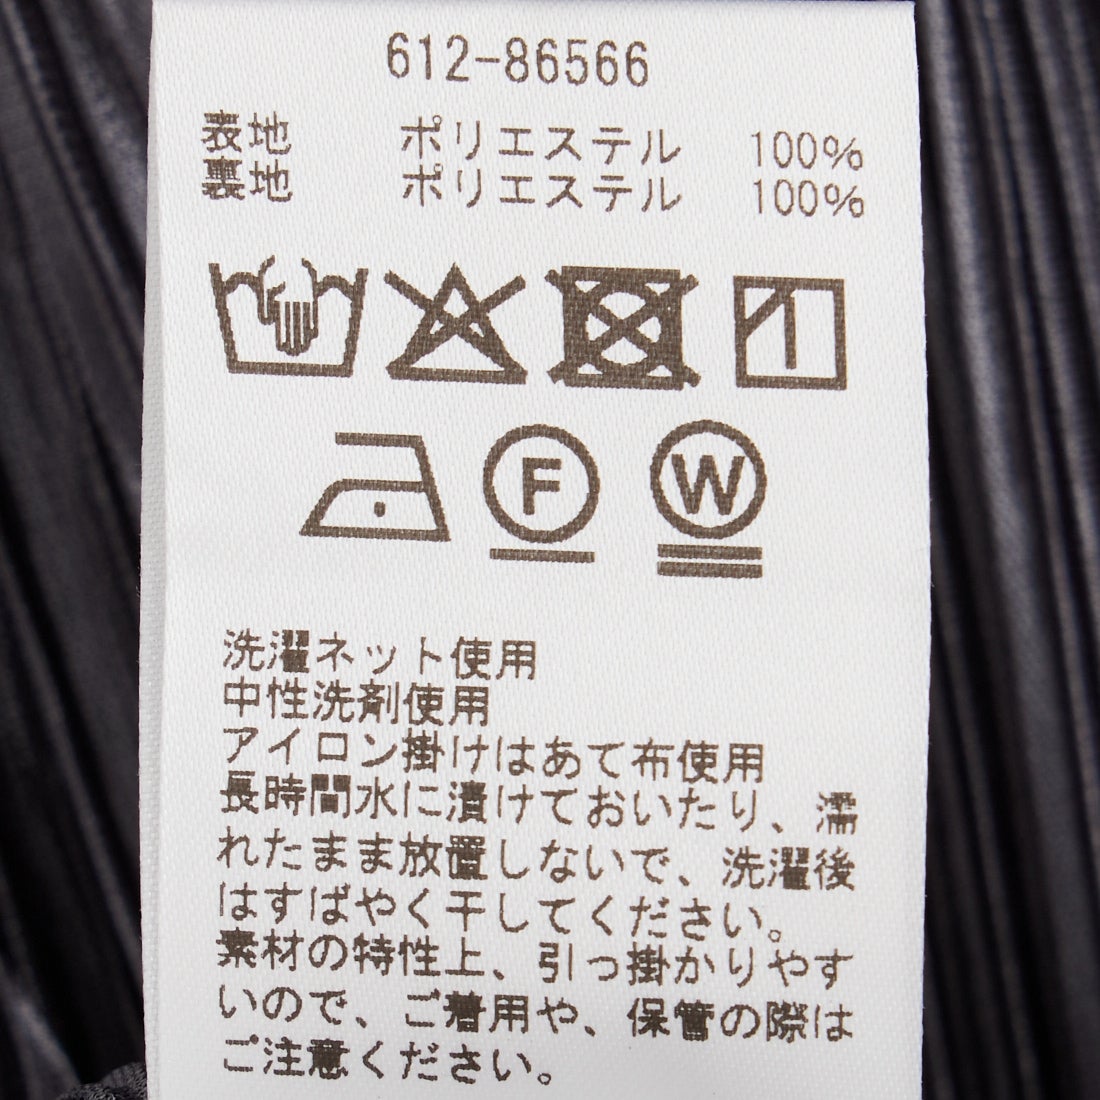 612-86566
表地 ポリエステル 100%
裏地 ポリエステル 100%
F W
洗濯ネット使用
中性洗剤使用
アイロン掛けはあて布使用
長時間水に漬けておいたり、濡
れたまま放置しないで、洗濯後
はすばやく干してください。
素材の特性上、引っ掛かりやす
いので、ご着用や、保管の際は
ご注意ください。